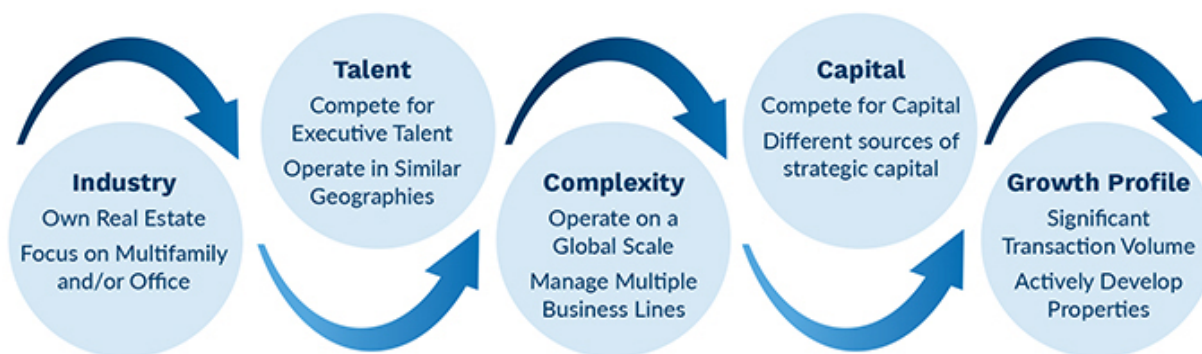 Industry
Own Real Estate
Focus on Multifamily
and/or Office
Talent
Compete for
Executive Talent
Operate in Similar
Geographies
Complexity
Operate on a
Global Scale
Manage Multiple
Business Lines
Capital
Compete for Capital
Different sources of
strategic capital
Growth Profile
Significant
Transaction Volume
Actively Develop
Properties